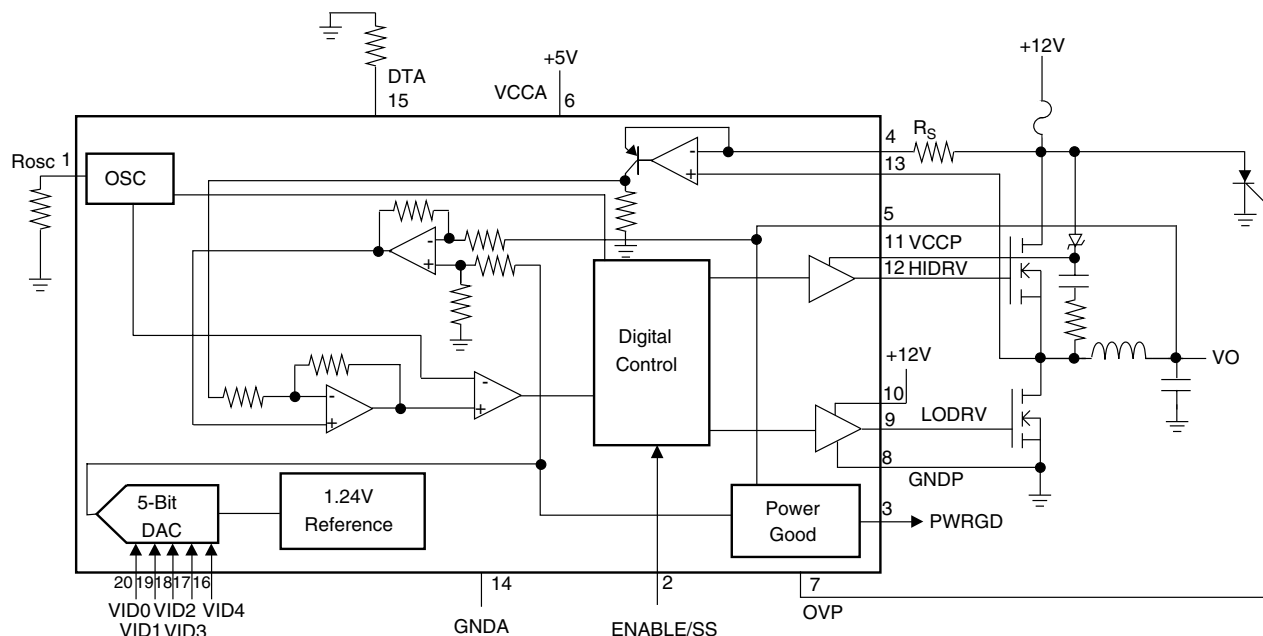 +12V
+5V
DTA
15
VCCA
6
4
RS
Rosc 1
13
OSC
5
11 VCCP
12 HIDRV
-
+
-
+
Digital
Control
+12V
VO
10
-
+
-
+
LODRV
9
8
GNDP
5-Bit
DAC
1.24V
Reference
Power
Good
3
PWRGD
20 19 18 17 16
14
2
7
VID0 VID2 VID4
VID1 VID3
GNDA
ENABLE/SS
OVP